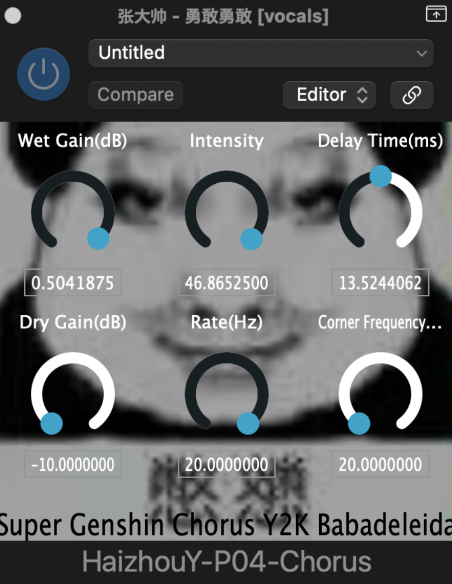 张大帅 - 勇敢勇敢 [vocals]
Untitled
Compare
Editor
Wet Gain(dB) Intensity Delay Time(ms)
0.5041875 46.8652500 13.5244062
Dry Gain(dB) Rate(Hz) Corner Frequency...
-10.0000000 20.0000000 20.0000000
Super Genshin Chorus Y2K Babadeleida
HaizhouY-P04-Chorus